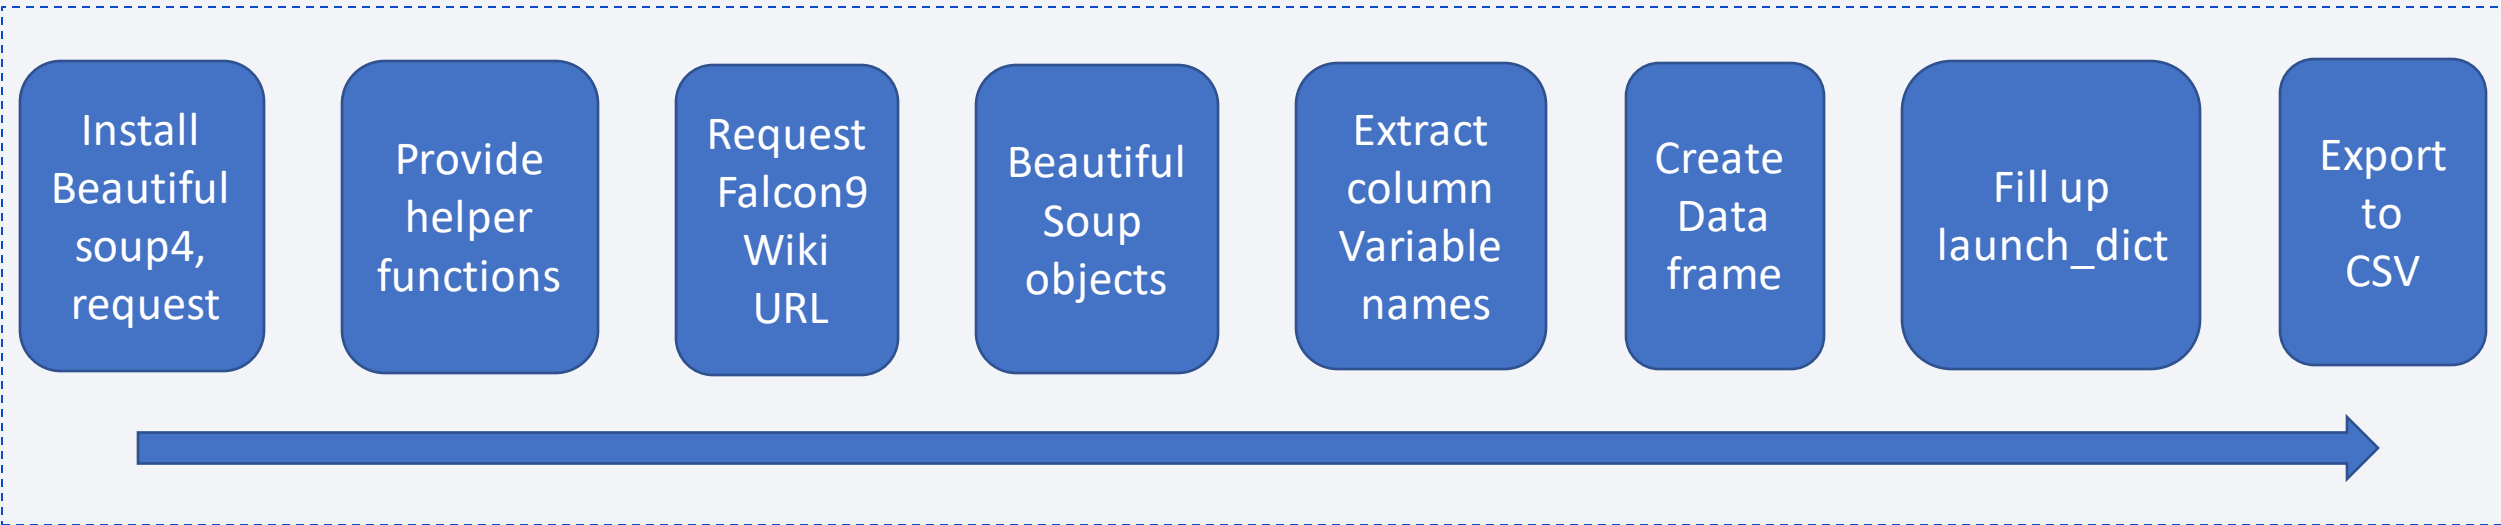 Install
Beautiful
soup4,
request
Provide
helper
functions
Request
Falcon9
Wiki
URL
Beautiful
Soup
objects
Extract
column
Variable
names
Create
Data
frame
Fill up
launch_dict
Export
to
CSV